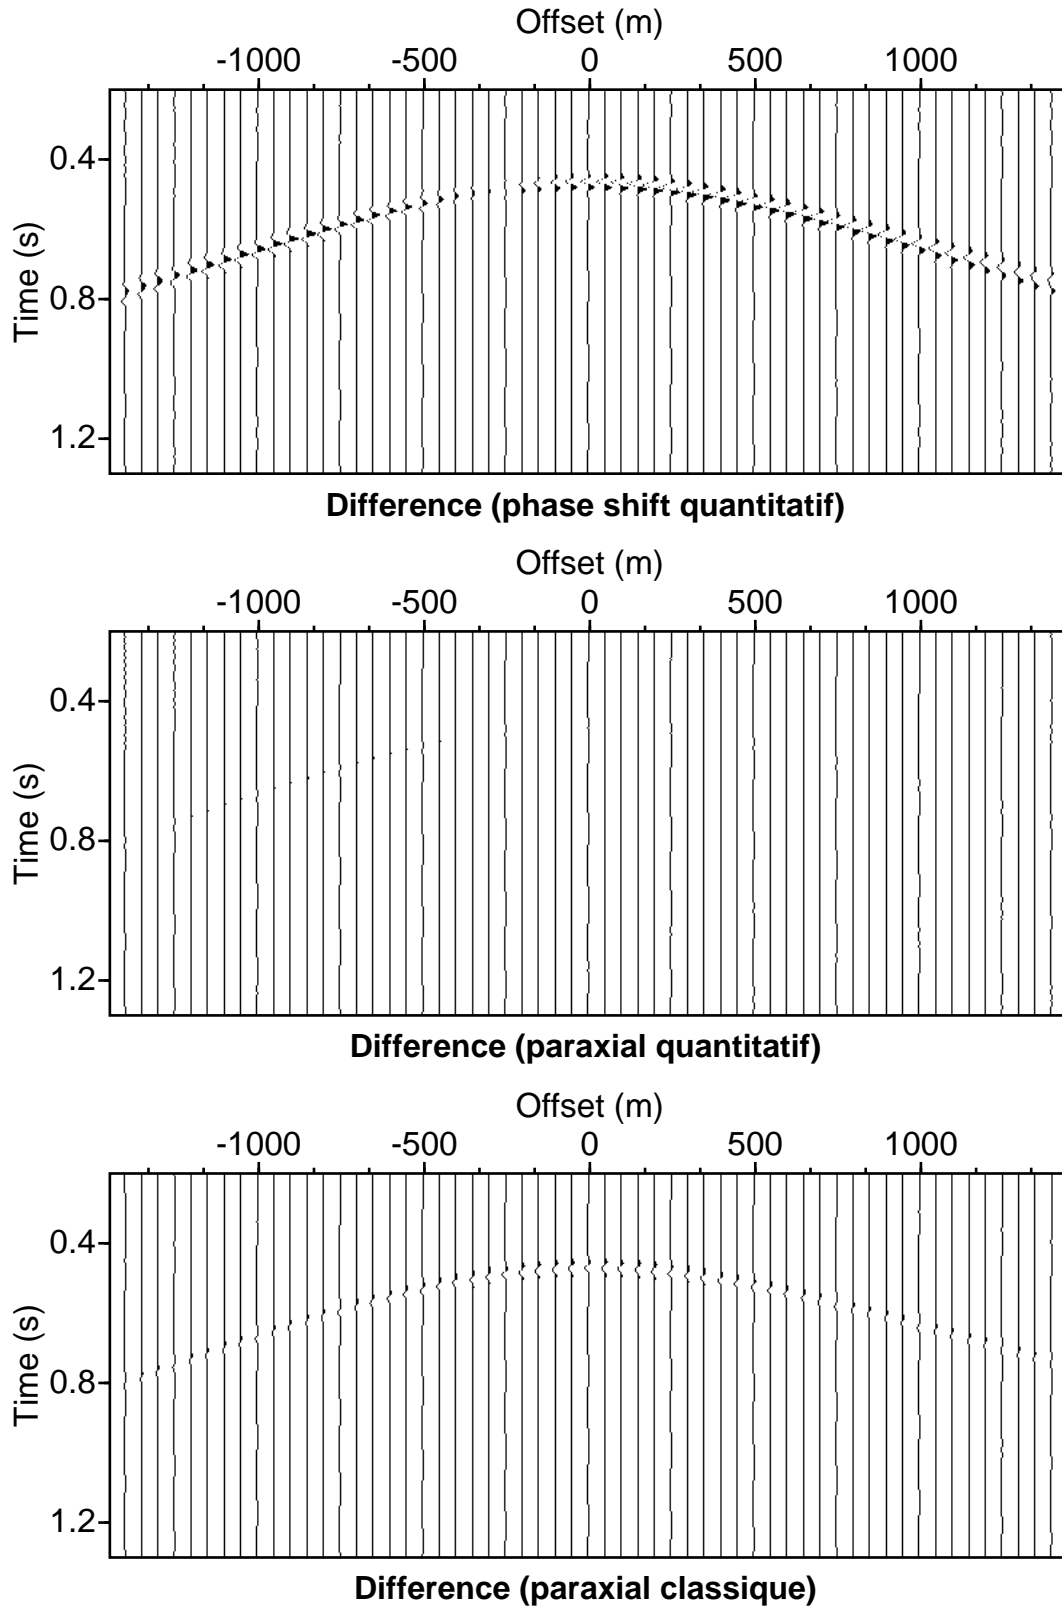 Offset (m)
-1000 -500 0 500 1000
0.4
0.8
1.2
Time (s)
Difference (phase shift quantitatif)
Offset (m)
-1000 -500 0 500 1000
0.4
0.8
1.2
Time (s)
Difference (paraxial quantitatif)
Offset (m)
-1000 -500 0 500 1000
0.4
0.8
1.2
Time (s)
Difference (paraxial classique)